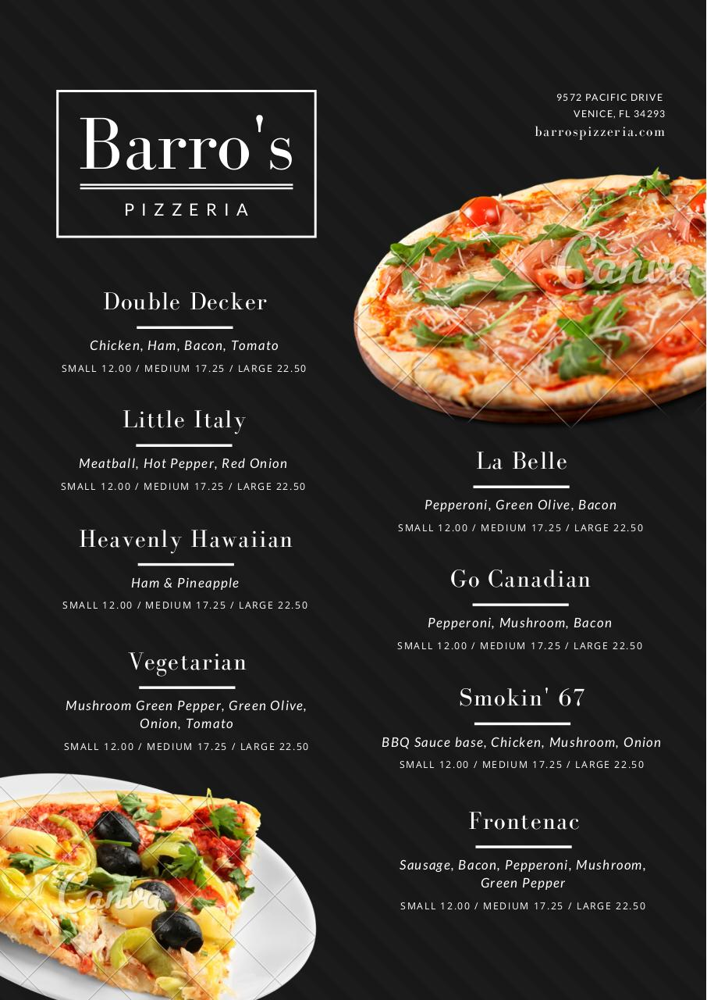 Barro's
PIZZERIA
9572 PACIFIC DRIVE
VENICE, FL 34293
barrospizzeria.com
Double Decker
Chicken, Ham, Bacon, Tomato
SMALL 12.00 / MEDIUM 17.25 / LARGE 22.50
Little Italy
Meatball, Hot Pepper, Red Onion
SMALL 12.00 / MEDIUM 17.25 / LARGE 22.50
Heavenly Hawaiian
Ham & Pineapple
SMALL 12.00 / MEDIUM 17.25 / LARGE 22.50
Vegetarian
Mushroom Green Pepper, Green Olive,
Onion, Tomato
SMALL 12.00 / MEDIUM 17.25 / LARGE 22.50
Canva
Canva
La Belle
Pepperoni, Green Olive, Bacon
SMALL 12.00 / MEDIUM 17.25 / LARGE 22.50
Go Canadian
Pepperoni, Mushroom, Bacon
SMALL 12.00 / MEDIUM 17.25 / LARGE 22.50
Smokin' 67
BBQ Sauce base, Chicken, Mushroom, Onion
SMALL 12.00 / MEDIUM 17.25 / LARGE 22.50
Frontenac
Sausage, Bacon, Pepperoni, Mushroom,
Green Pepper
SMALL 12.00 / MEDIUM 17.25 / LARGE 22.50